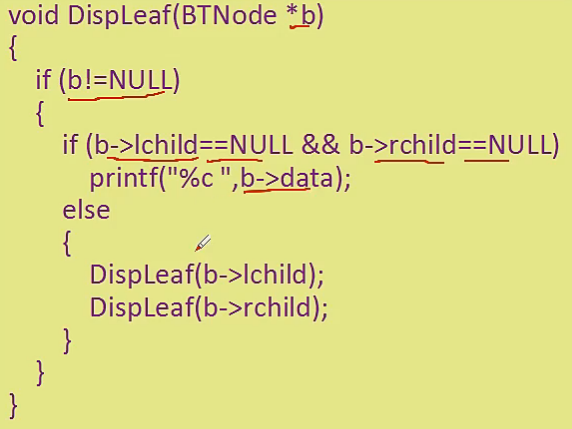 void DispLeaf(BTNode *b)
{
if (b!=NULL)
{
if (b->lchild==NULL && b->rchild==NULL)
printf("%c ",b->data);
else
{
DispLeaf(b->lchild);
DispLeaf(b->rchild);
}
}
}